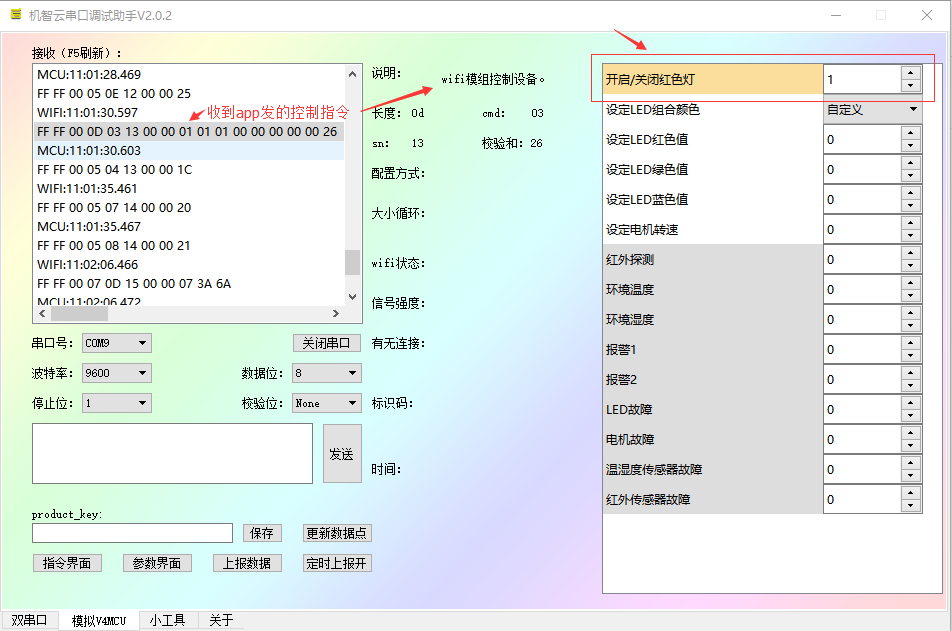 机智云串口调试助手V2.0.2
接收（F5刷新）：
MCU:11:01:28.469
FF FF 00 05 0E 12 00 00 25
WIFI:11:01:30.597
收到app发的控制指令
FF FF 00 0D 03 13 00 00 01 01 01 00 00 00 00 00 26
MCU:11:01:30.603
FF FF 00 05 04 13 00 00 1C
WIFI:11:01:35.461
FF FF 00 05 07 14 00 00 20
MCU:11:01:35.467
FF FF 00 05 08 14 00 00 21
WIFI:11:02:06.466
FF FF 00 07 0D 15 00 00 07 3A 6A
MCU:11:02:06.472
串口号： COM9 关闭串口
波特率： 9600 数据位： 8
停止位： 1 校验位： None
发送
product_key:
保存 更新数据点
指令界面 参数界面 上报数据 定时上报开
说明：
wifi模组控制设备。
长度： 0d cmd: 03
sn: 13 校验和：26
配置方式：
大小循环：
wifi状态：
信号强度：
有无连接：
标识码：
时间：
开启/关闭红色灯 1
设定LED组合颜色 自定义
设定LED红色值 0
设定LED绿色值 0
设定LED蓝色值 0
设定电机转速 0
红外探测 0
环境温度 0
环境湿度 0
报警1 0
报警2 0
LED故障 0
电机故障 0
温湿度传感器故障 0
红外传感器故障 0
双串口 模拟V4MCU 小工具 关于